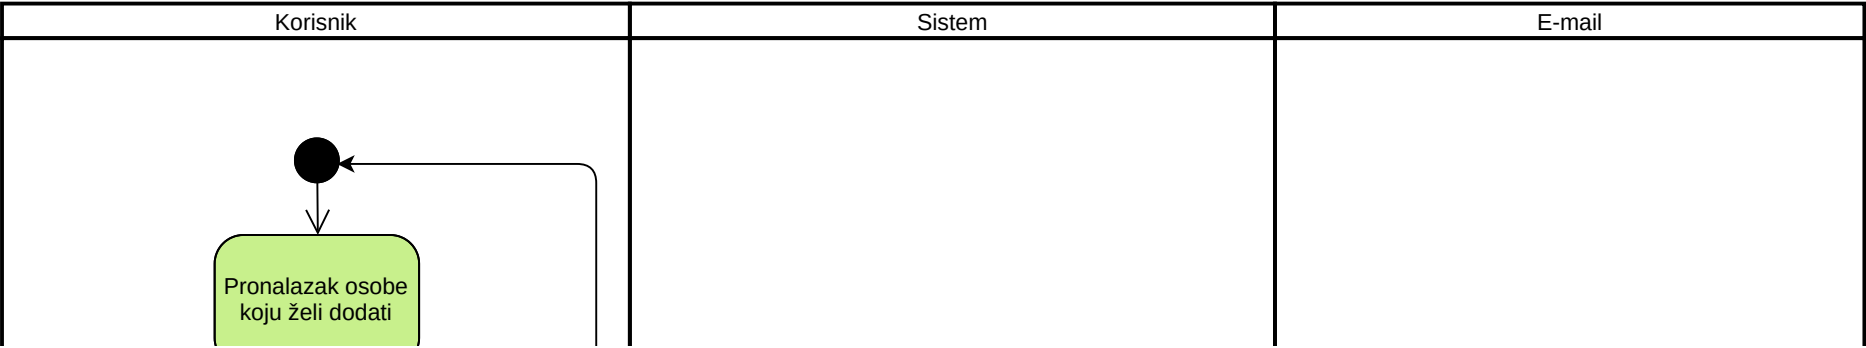 Korisnik
Sistem
E-mail
Pronalazak osobe
koju želi dodati